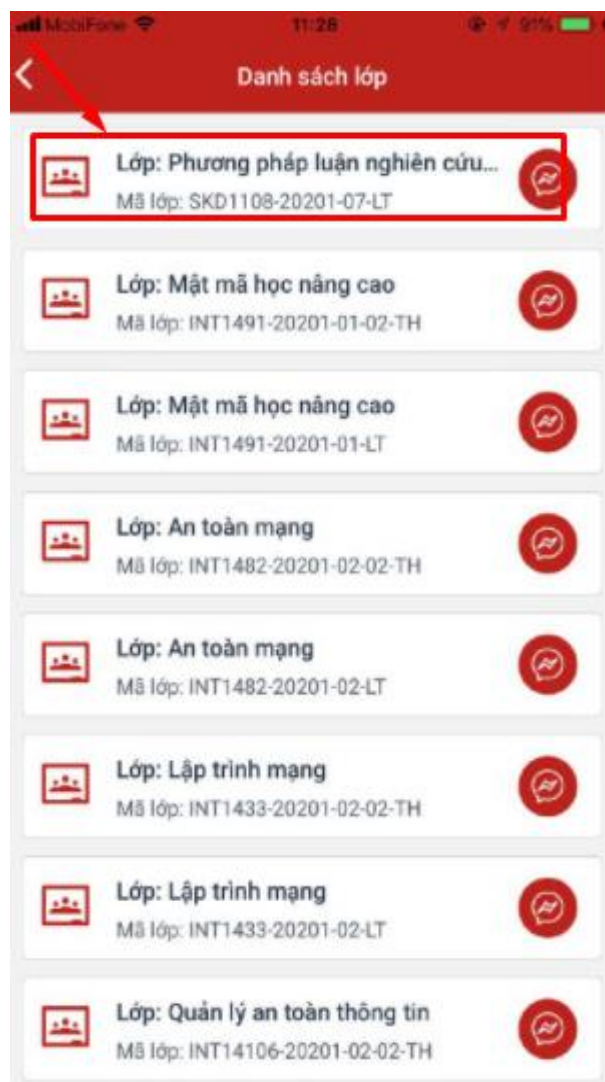 MobiFone 11:28 91%
Danh sách lớp
Lớp: Phương pháp luận nghiên cứu...
Mã lớp: SKD1108-20201-07-LT
Lớp: Mật mã học nâng cao
Mã lớp: INT1491-20201-01-02-TH
Lớp: Mật mã học nâng cao
Mã lớp: INT1491-20201-01-LT
Lớp: An toàn mạng
Mã lớp: INT1482-20201-02-02-TH
Lớp: An toàn mạng
Mã lớp: INT1482-20201-02-LT
Lớp: Lập trình mạng
Mã lớp: INT1433-20201-02-02-TH
Lớp: Lập trình mạng
Mã lớp: INT1433-20201-02-LT
Lớp: Quản lý an toàn thông tin
Mã lớp: INT14106-20201-02-02-TH